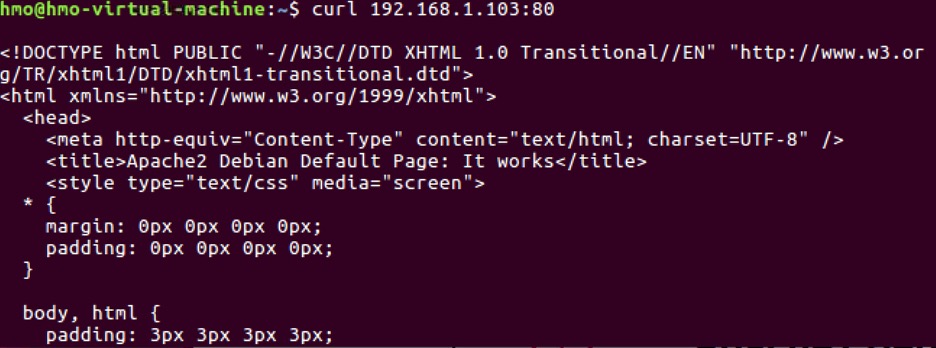 hmo@hmo-virtual-machine:~$ curl 192.168.1.103:80
<!DOCTYPE html PUBLIC "-//W3C//DTD XHTML 1.0 Transitional//EN" "http://www.w3.or
g/TR/xhtml1/DTD/xhtml1-transitional.dtd">
<html xmlns="http://www.w3.org/1999/xhtml">
  <head>
    <meta http-equiv="Content-Type" content="text/html; charset=UTF-8" />
    <title>Apache2 Debian Default Page: It works</title>
    <style type="text/css" media="screen">
  * {
    margin: 0px 0px 0px 0px;
    padding: 0px 0px 0px 0px;
  }
  body, html {
    padding: 3px 3px 3px 3px;